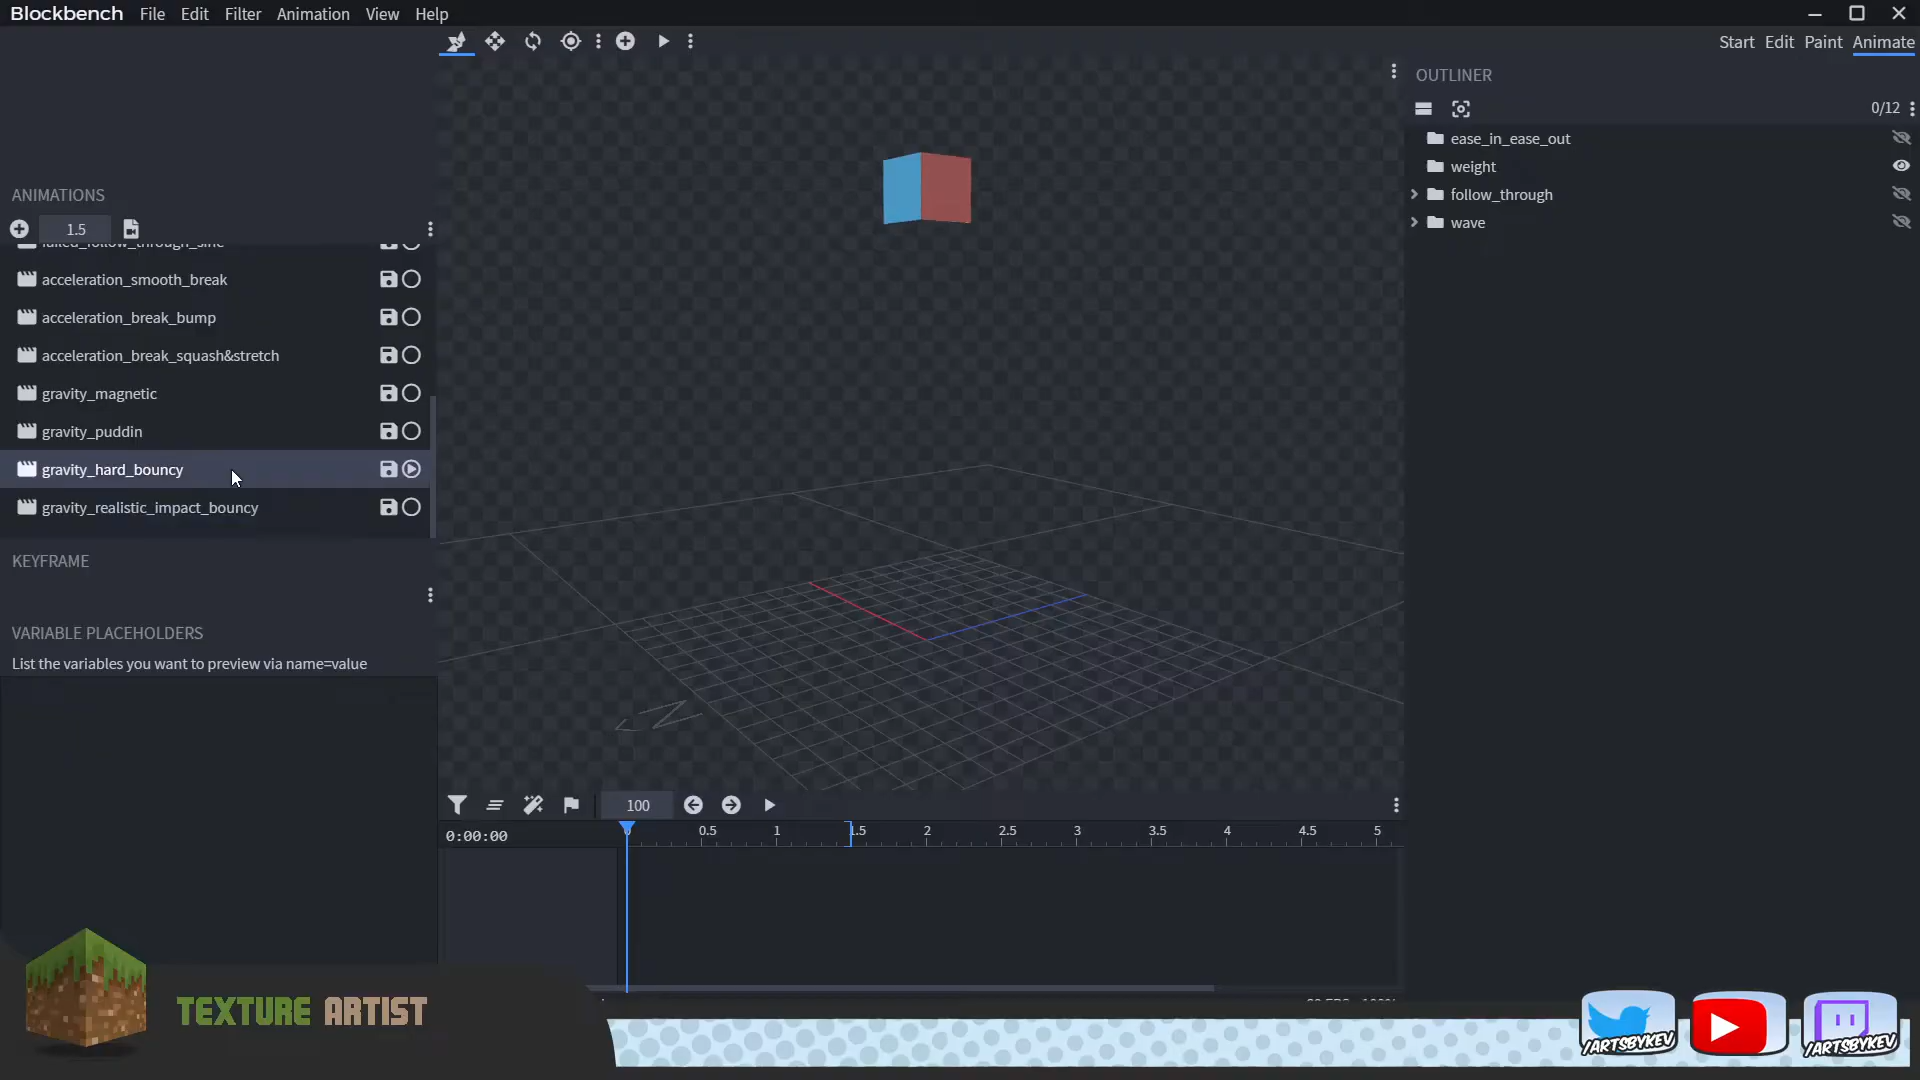 Blockbench File Edit Filter Animation View Help
Start Edit Paint Animate
OUTLINER
0/12
ease_in_ease_out
weight
follow_through
wave
ANIMATIONS
1.5
failed_follow_through_sine
acceleration_smooth_break
acceleration_break_bump
acceleration_break_squash&stretch
gravity_magnetic
gravity_puddin
gravity_hard_bouncy
gravity_realistic_impact_bouncy
KEYFRAME
VARIABLE PLACEHOLDERS
List the variables you want to preview via name=value
100
0:00:00
0 0.5 1 1.5 2 2.5 3 3.5 4 4.5 5
TEXTURE ARTIST
/ARTSBYKEV
/ARTSBYKEV